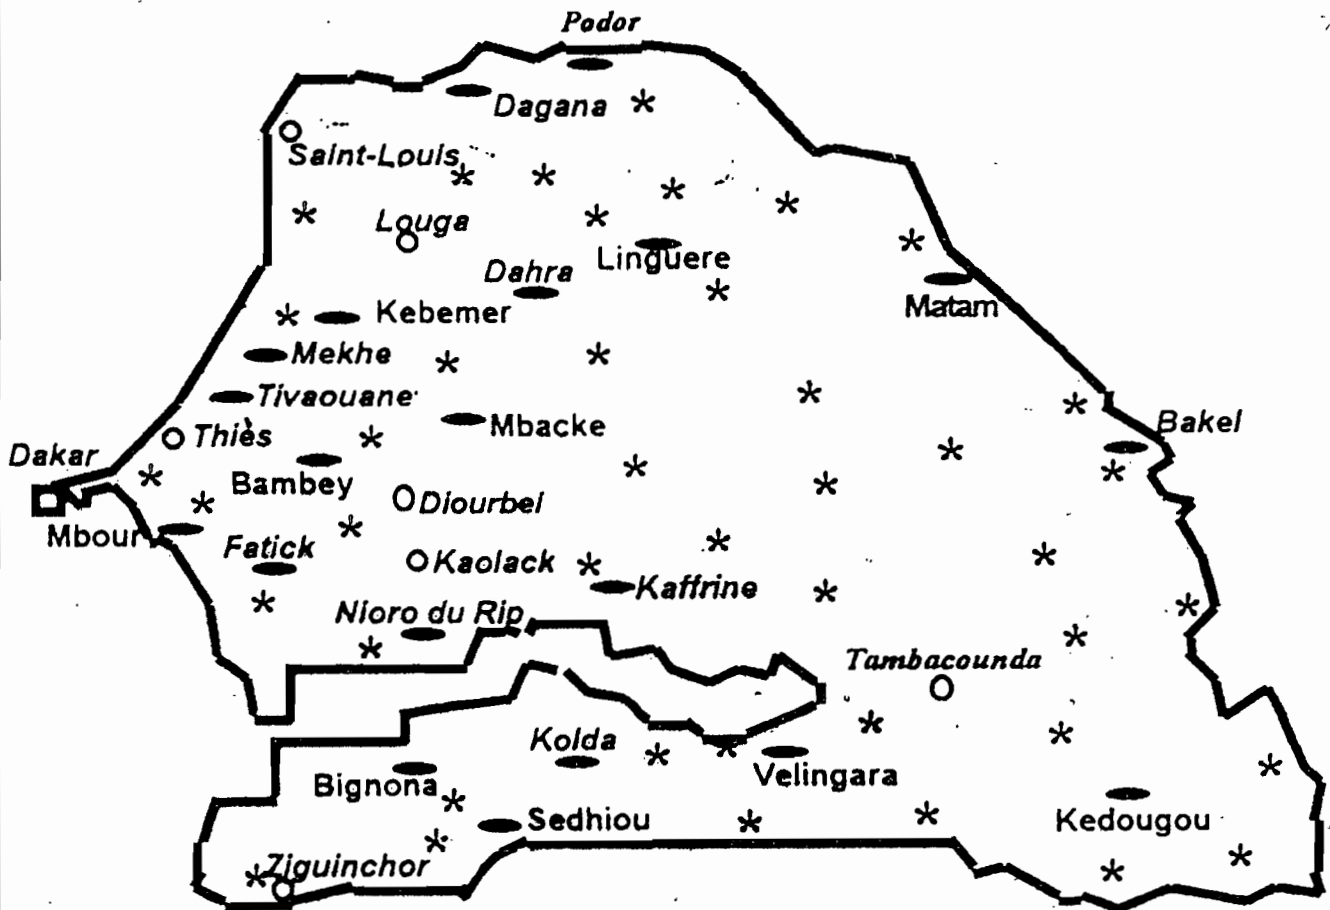 Podor
Dagana
Saint-Louis
Louga
Linguere
Dahra
Matam
Kebemer
Mekhe
Tivaouane
Mbacke
Bakel
Thiès
Dakar
Bambey
Diourbel
Mbour
Fatick
Kaolack
Kaffrine
Nioro du Rip
Tambacounda
Kolda
Velingara
Bignona
Sedhiou
Kedougou
Ziguinchor